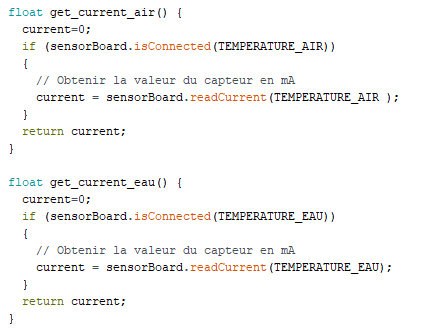 float get_current_air() {
  current=0;
  if (sensorBoard.isConnected(TEMPERATURE_AIR))
  {
    // Obtenir la valeur du capteur en mA
    current = sensorBoard.readCurrent(TEMPERATURE_AIR );
  }
  return current;
}

float get_current_eau() {
  current=0;
  if (sensorBoard.isConnected(TEMPERATURE_EAU))
  {
    // Obtenir la valeur du capteur en mA
    current = sensorBoard.readCurrent(TEMPERATURE_EAU);
  }
  return current;
}